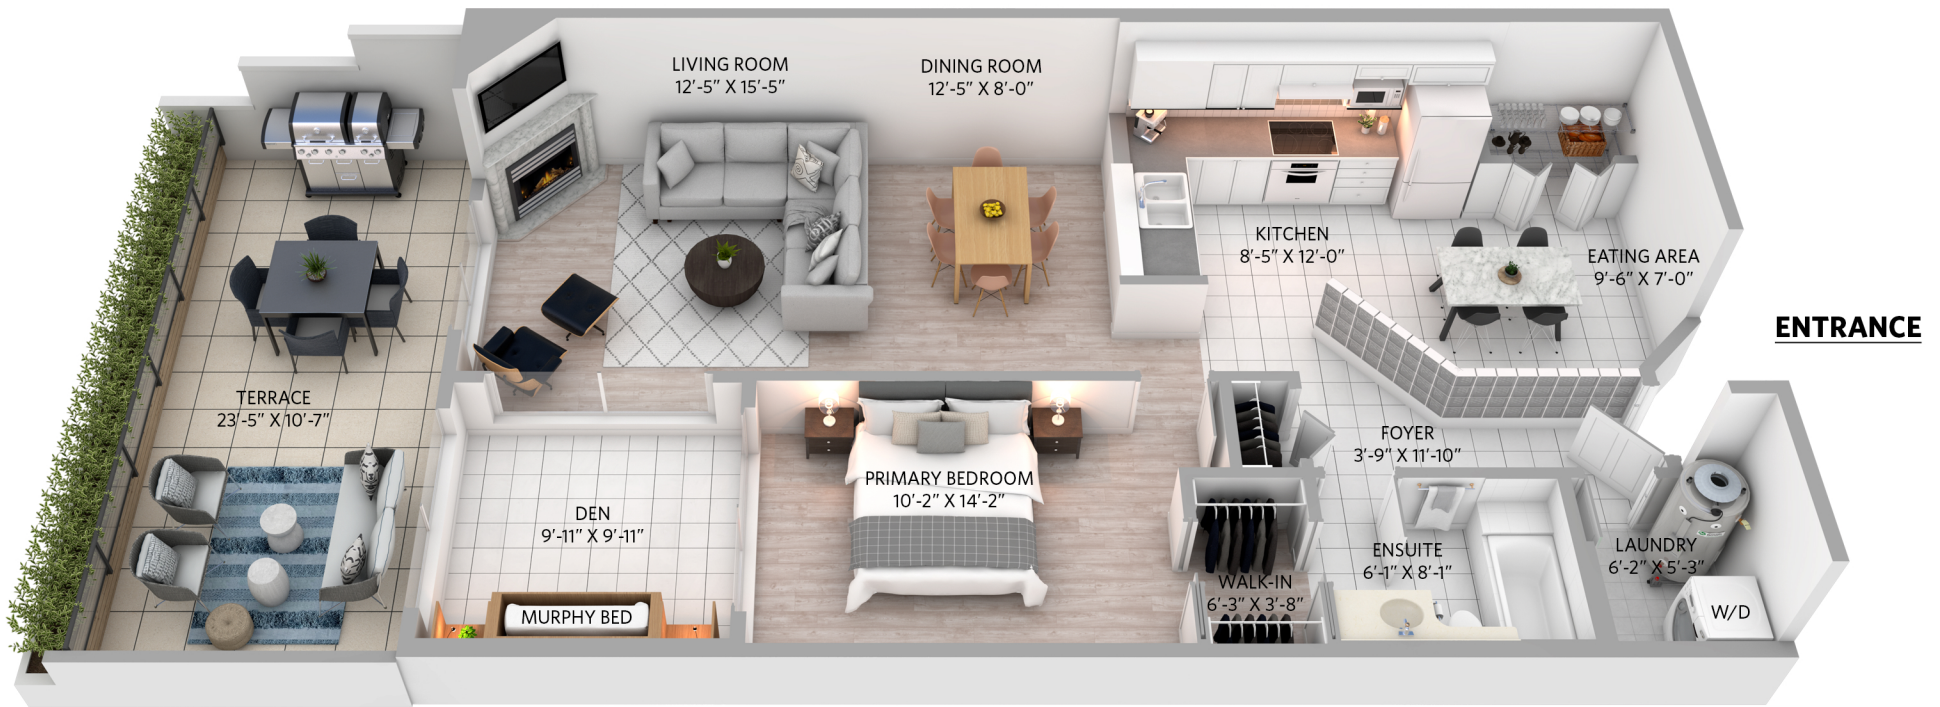 LIVING ROOM
12'-5" X 15'-5"
DINING ROOM
12'-5" X 8'-0"
KITCHEN
8'-5" X 12'-0"
EATING AREA
9'-6" X 7'-0"
ENTRANCE
TERRACE
23'-5" X 10'-7"
FOYER
3'-9" X 11'-10"
PRIMARY BEDROOM
10'-2" X 14'-2"
DEN
9'-11" X 9'-11"
ENSUITE
6'-1" X 8'-1"
LAUNDRY
6'-2" X 5'-3"
WALK-IN
6'-3" X 3'-8"
MURPHY BED
W/D